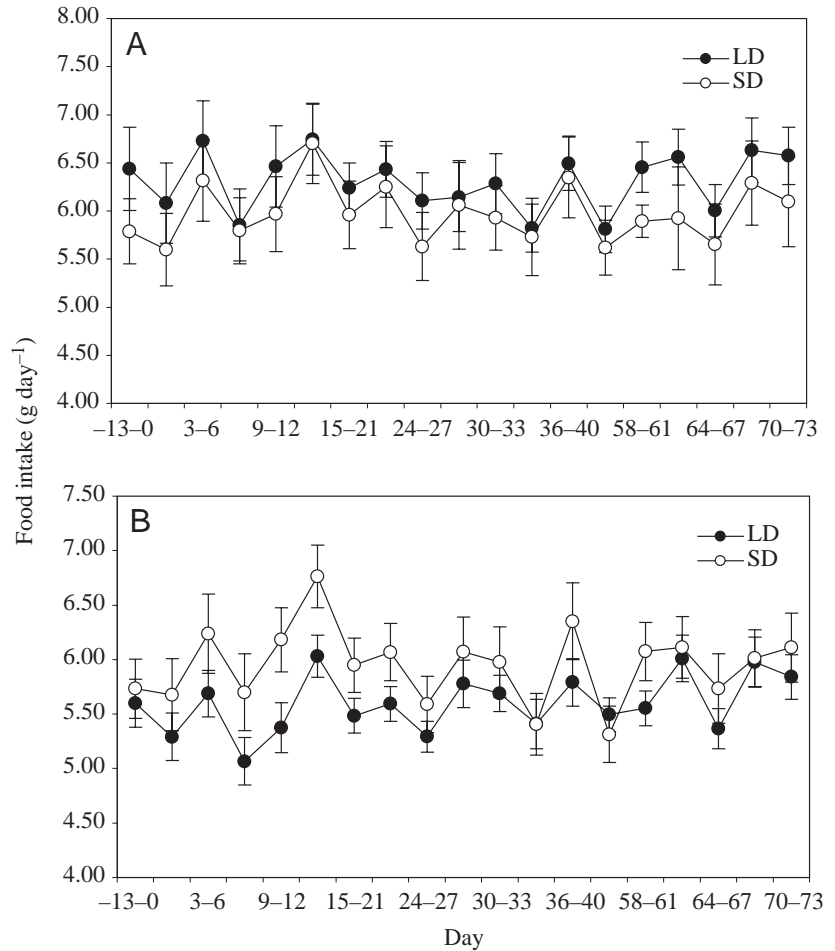 8.00
A
7.50
LD
SD
7.00
6.50
6.00
5.50
5.00
4.50
4.00
–13–0 3–6 9–12 15–21 24–27 30–33 36–40 58–61 64–67 70–73
Food intake (g day⁻¹)
7.50
B
LD
SD
7.00
6.50
6.00
5.50
5.00
4.50
4.00
–13–0 3–6 9–12 15–21 24–27 30–33 36–40 58–61 64–67 70–73
Day